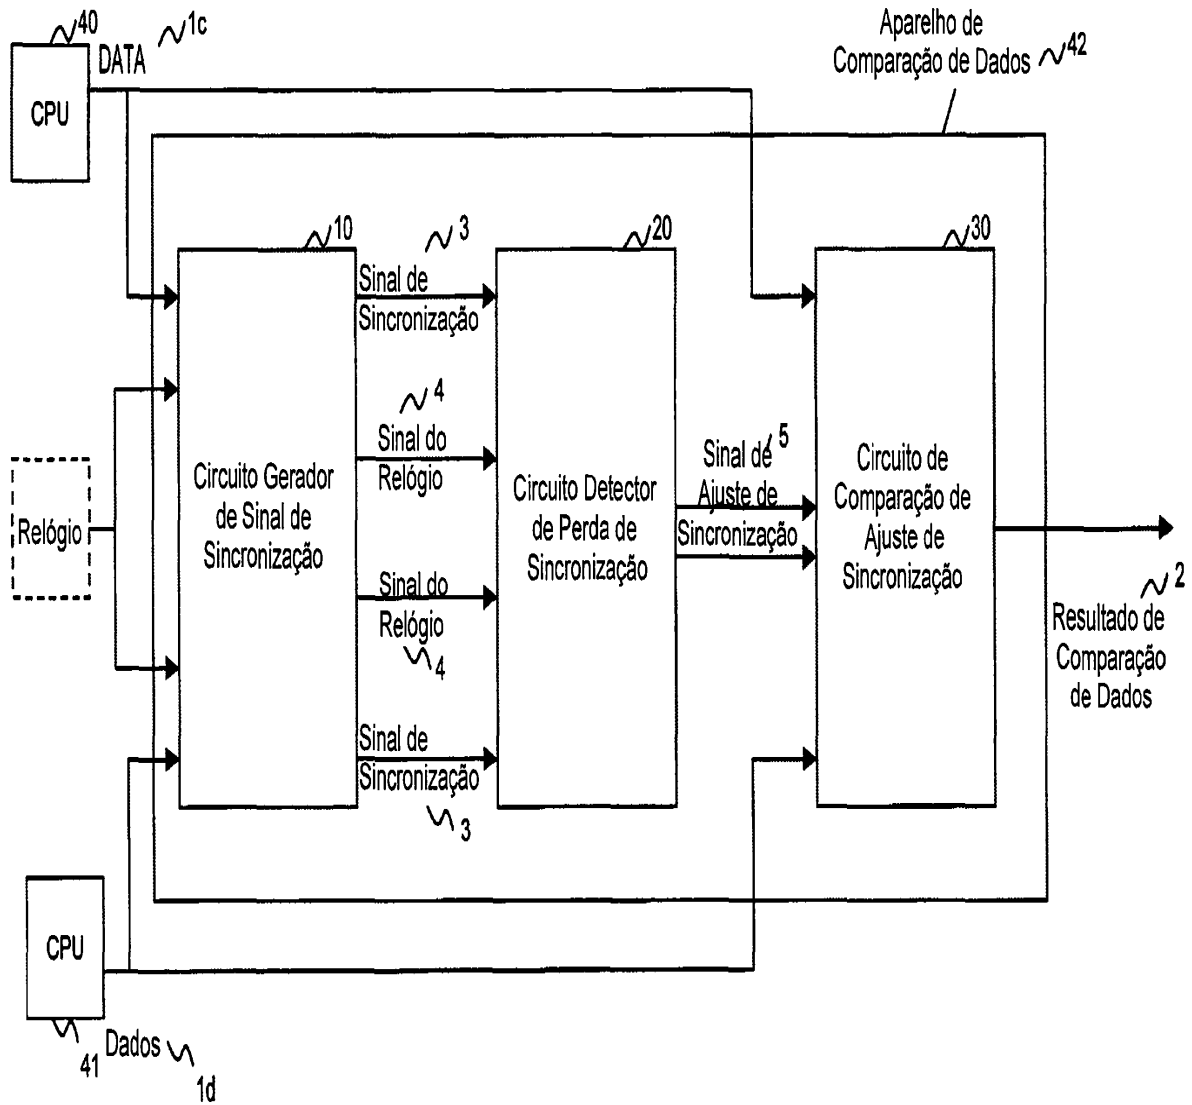 40
1c
DATA
CPU
Aparelho de
Comparação de Dados
42
10
3
20
30
Sinal de
Sincronização
4
Sinal do
Relógio
Relógio
Circuito Gerador
de Sinal de
Sincronização
Circuito Detector
de Perda de
Sincronização
5
Sinal de
Ajuste de
Sincronização
Circuito de
Comparação de
Ajuste de
Sincronização
Sinal do
Relógio
4
2
Resultado de
Comparação
de Dados
Sinal de
Sincronização
3
CPU
41
Dados
1d